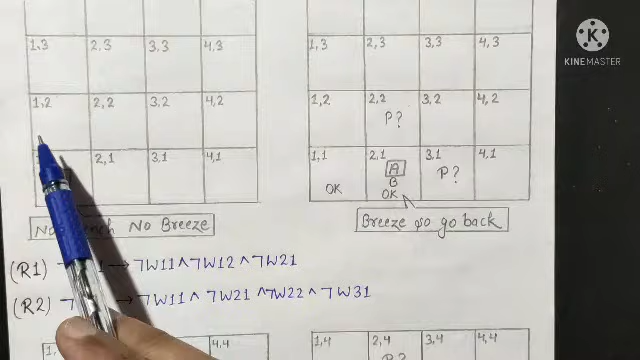 1,3 2,3 3,3 4,3
1,2 2,2 3,2 4,2
2,1 3,1 4,1
No Breeze
1,3 2,3 3,3 4,3
1,2 2,2 3,2 4,2
P?
1,1 2,1 3,1 4,1
A P?
B
OK OK
Breeze so go back
(R1) → ¬W11 ∧ ¬W12 ∧ ¬W21
(R2) → ¬W11 ∧ ¬W21 ∧ ¬W22 ∧ ¬W31
4,4
1,4 2,4 3,4 4,4
P?
K
KINEMASTER